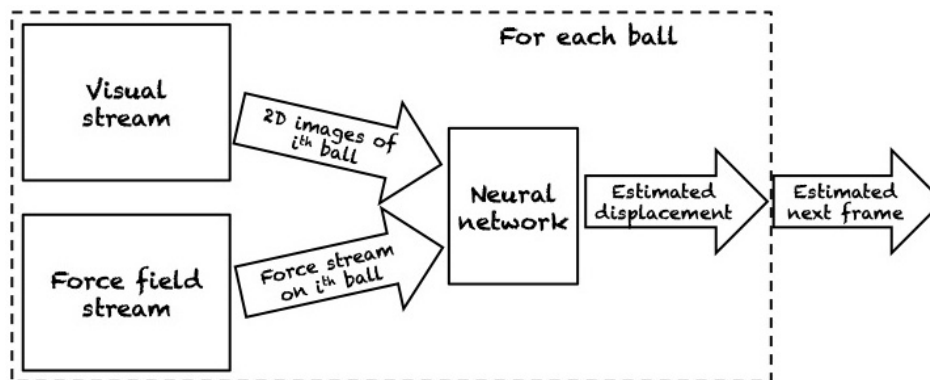 For each ball
Visual
stream
2D images of
iᵗʰ ball
Neural
network
Estimated
displacement
Estimated
next frame
Force field
stream
Force stream
on iᵗʰ ball